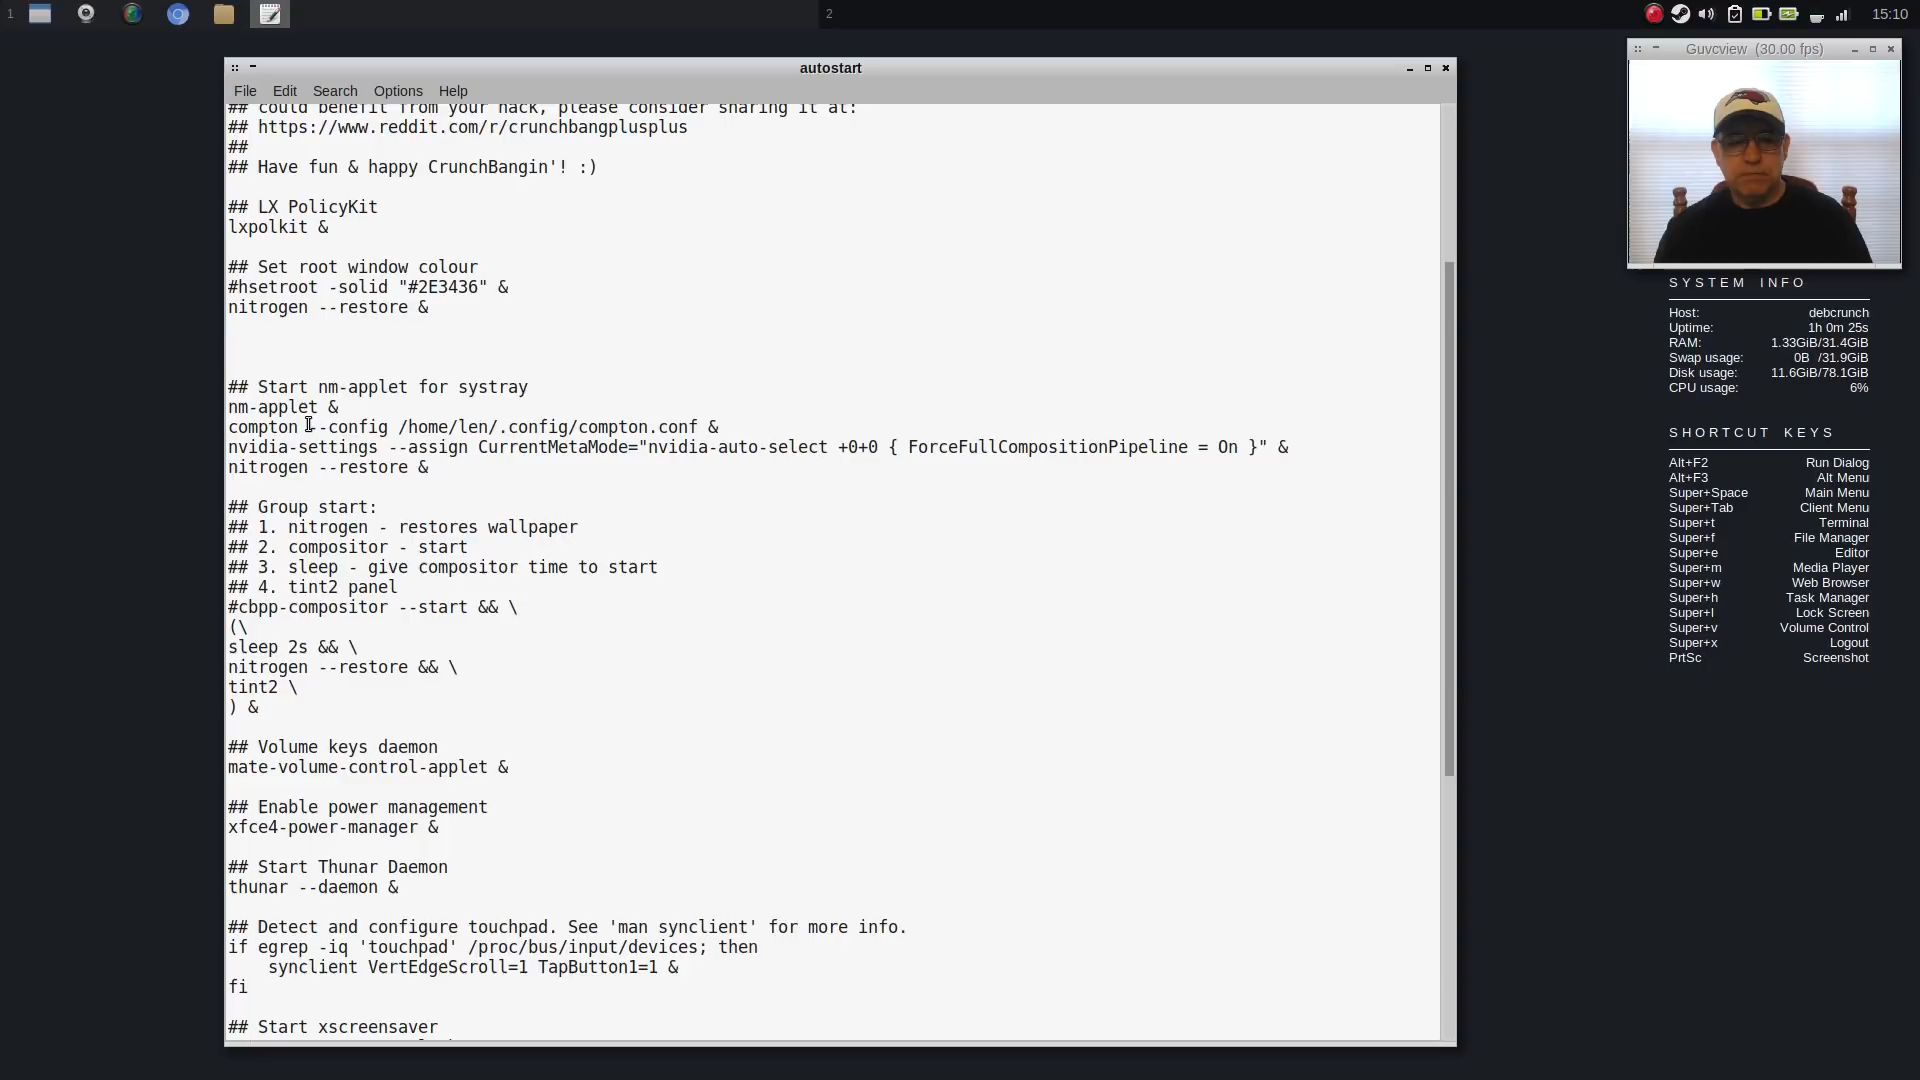 1
2
15:10
autostart
File Edit Search Options Help
## could benefit from your hack, please consider sharing it at:
## https://www.reddit.com/r/crunchbangplusplus
##
## Have fun & happy CrunchBangin'! :)
## LX PolicyKit
lxpolkit &
## Set root window colour
#hsetroot -solid "#2E3436" &
nitrogen --restore &
## Start nm-applet for systray
nm-applet &
compton --config /home/len/.config/compton.conf &
nvidia-settings --assign CurrentMetaMode="nvidia-auto-select +0+0 { ForceFullCompositionPipeline = On }" &
nitrogen --restore &
## Group start:
## 1. nitrogen - restores wallpaper
## 2. compositor - start
## 3. sleep - give compositor time to start
## 4. tint2 panel
#cbpp-compositor --start && \
(\
sleep 2s && \
nitrogen --restore && \
tint2 \
) &
## Volume keys daemon
mate-volume-control-applet &
## Enable power management
xfce4-power-manager &
## Start Thunar Daemon
thunar --daemon &
## Detect and configure touchpad. See 'man synclient' for more info.
if egrep -iq 'touchpad' /proc/bus/input/devices; then
    synclient VertEdgeScroll=1 TapButton1=1 &
fi
## Start xscreensaver
Guvcview (30.00 fps)
SYSTEM INFO
Host: debcrunch
Uptime: 1h 0m 25s
RAM: 1.33GiB/31.4GiB
Swap usage: 0B /31.9GiB
Disk usage: 11.6GiB/78.1GiB
CPU usage: 6%
SHORTCUT KEYS
Alt+F2 Run Dialog
Alt+F3 Alt Menu
Super+Space Main Menu
Super+Tab Client Menu
Super+t Terminal
Super+f File Manager
Super+e Editor
Super+m Media Player
Super+w Web Browser
Super+h Task Manager
Super+l Lock Screen
Super+v Volume Control
Super+x Logout
PrtSc Screenshot